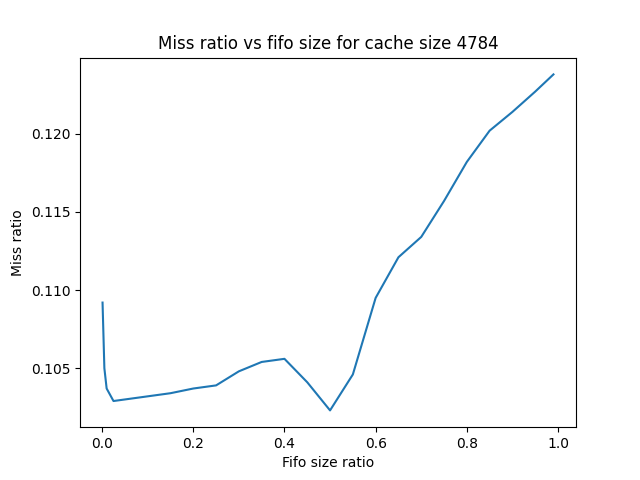 Miss ratio vs fifo size for cache size 4784
0.120
0.115
0.110
0.105
Miss ratio
0.0 0.2 0.4 0.6 0.8 1.0
Fifo size ratio